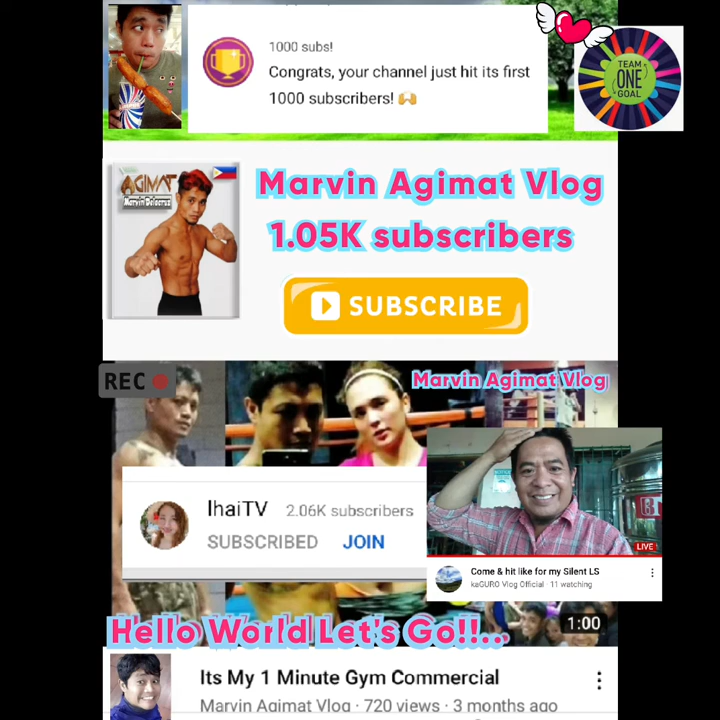 1000 subs!
Congrats, your channel just hit its first
1000 subscribers! 🙌
TEAM
ONE
GOAL
AGIMAT
Marvin Delacruz
Marvin Agimat Vlog
1.05K subscribers
SUBSCRIBE
REC
Marvin Agimat Vlog
IhaiTV 2.06K subscribers
SUBSCRIBED JOIN
LIVE
Come & hit like for my Silent LS
kaGURO Vlog Official · 11 watching
Hello World Let's Go!!..
1:00
Its My 1 Minute Gym Commercial
Marvin Agimat Vlog · 720 views · 3 months ago